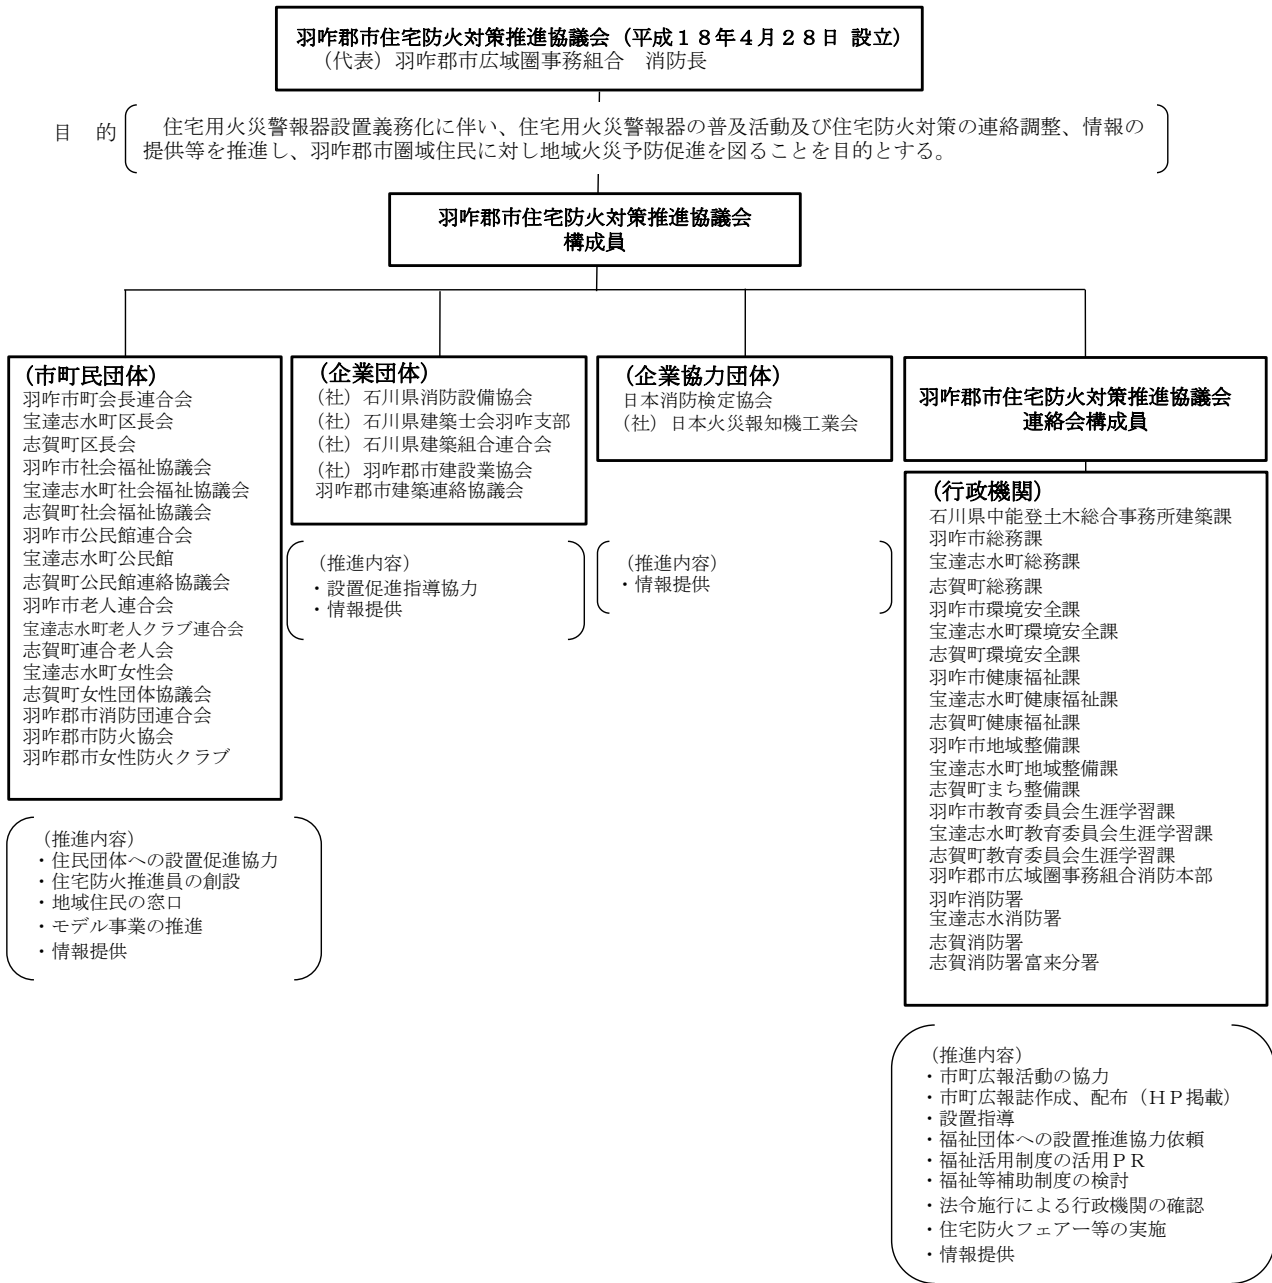 羽咋郡市住宅防火対策推進協議会（平成１８年４月２８日 設立）
（代表）羽咋郡市広域圏事務組合　消防長
目　的
住宅用火災警報器設置義務化に伴い、住宅用火災警報器の普及活動及び住宅防火対策の連絡調整、情報の
提供等を推進し、羽咋郡市圏域住民に対し地域火災予防促進を図ることを目的とする。
羽咋郡市住宅防火対策推進協議会
構成員
（市町民団体）
羽咋市町会長連合会
宝達志水町区長会
志賀町区長会
羽咋市社会福祉協議会
宝達志水町社会福祉協議会
志賀町社会福祉協議会
羽咋市公民館連合会
宝達志水町公民館
志賀町公民館連絡協議会
羽咋市老人連合会
宝達志水町老人クラブ連合会
志賀町連合老人会
宝達志水町女性会
志賀町女性団体協議会
羽咋郡市消防団連合会
羽咋郡市防火協会
羽咋郡市女性防火クラブ
（推進内容）
・住民団体への設置促進協力
・住宅防火推進員の創設
・地域住民の窓口
・モデル事業の推進
・情報提供
（企業団体）
（社）石川県消防設備協会
（社）石川県建築士会羽咋支部
（社）石川県建築組合連合会
（社）羽咋郡市建設業協会
羽咋郡市建築連絡協議会
（推進内容）
・設置促進指導協力
・情報提供
（企業協力団体）
日本消防検定協会
（社）日本火災報知機工業会
（推進内容）
・情報提供
羽咋郡市住宅防火対策推進協議会
連絡会構成員
（行政機関）
石川県中能登土木総合事務所建築課
羽咋市総務課
宝達志水町総務課
志賀町総務課
羽咋市環境安全課
宝達志水町環境安全課
志賀町環境安全課
羽咋市健康福祉課
宝達志水町健康福祉課
志賀町健康福祉課
羽咋市地域整備課
宝達志水町地域整備課
志賀町まち整備課
羽咋市教育委員会生涯学習課
宝達志水町教育委員会生涯学習課
志賀町教育委員会生涯学習課
羽咋郡市広域圏事務組合消防本部
羽咋消防署
宝達志水消防署
志賀消防署
志賀消防署富来分署
（推進内容）
・市町広報活動の協力
・市町広報誌作成、配布（ＨＰ掲載）
・設置指導
・福祉団体への設置推進協力依頼
・福祉活用制度の活用ＰＲ
・福祉等補助制度の検討
・法令施行による行政機関の確認
・住宅防火フェアー等の実施
・情報提供